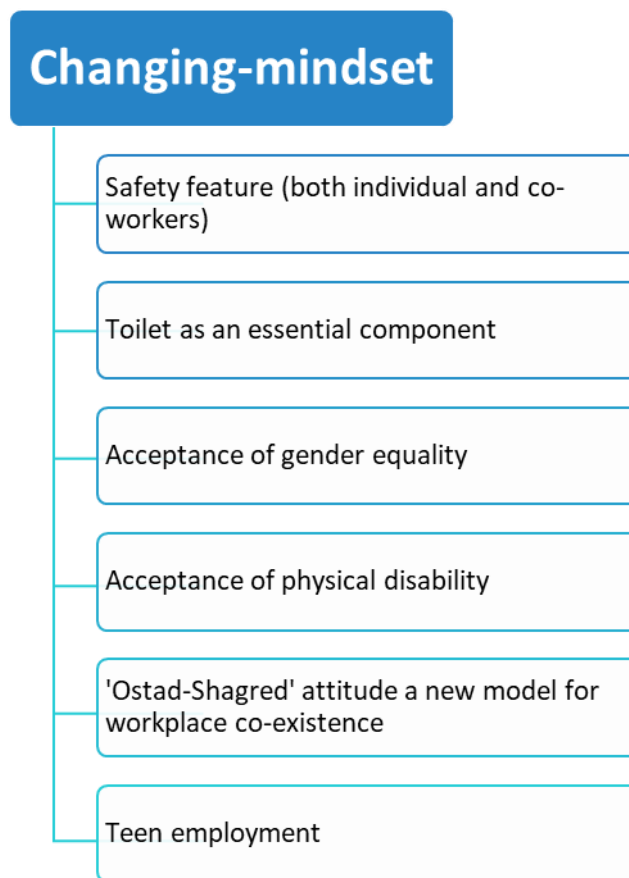 Changing-mindset
Safety feature (both individual and co-
workers)
Toilet as an essential component
Acceptance of gender equality
Acceptance of physical disability
'Ostad-Shagred' attitude a new model for
workplace co-existence
Teen employment